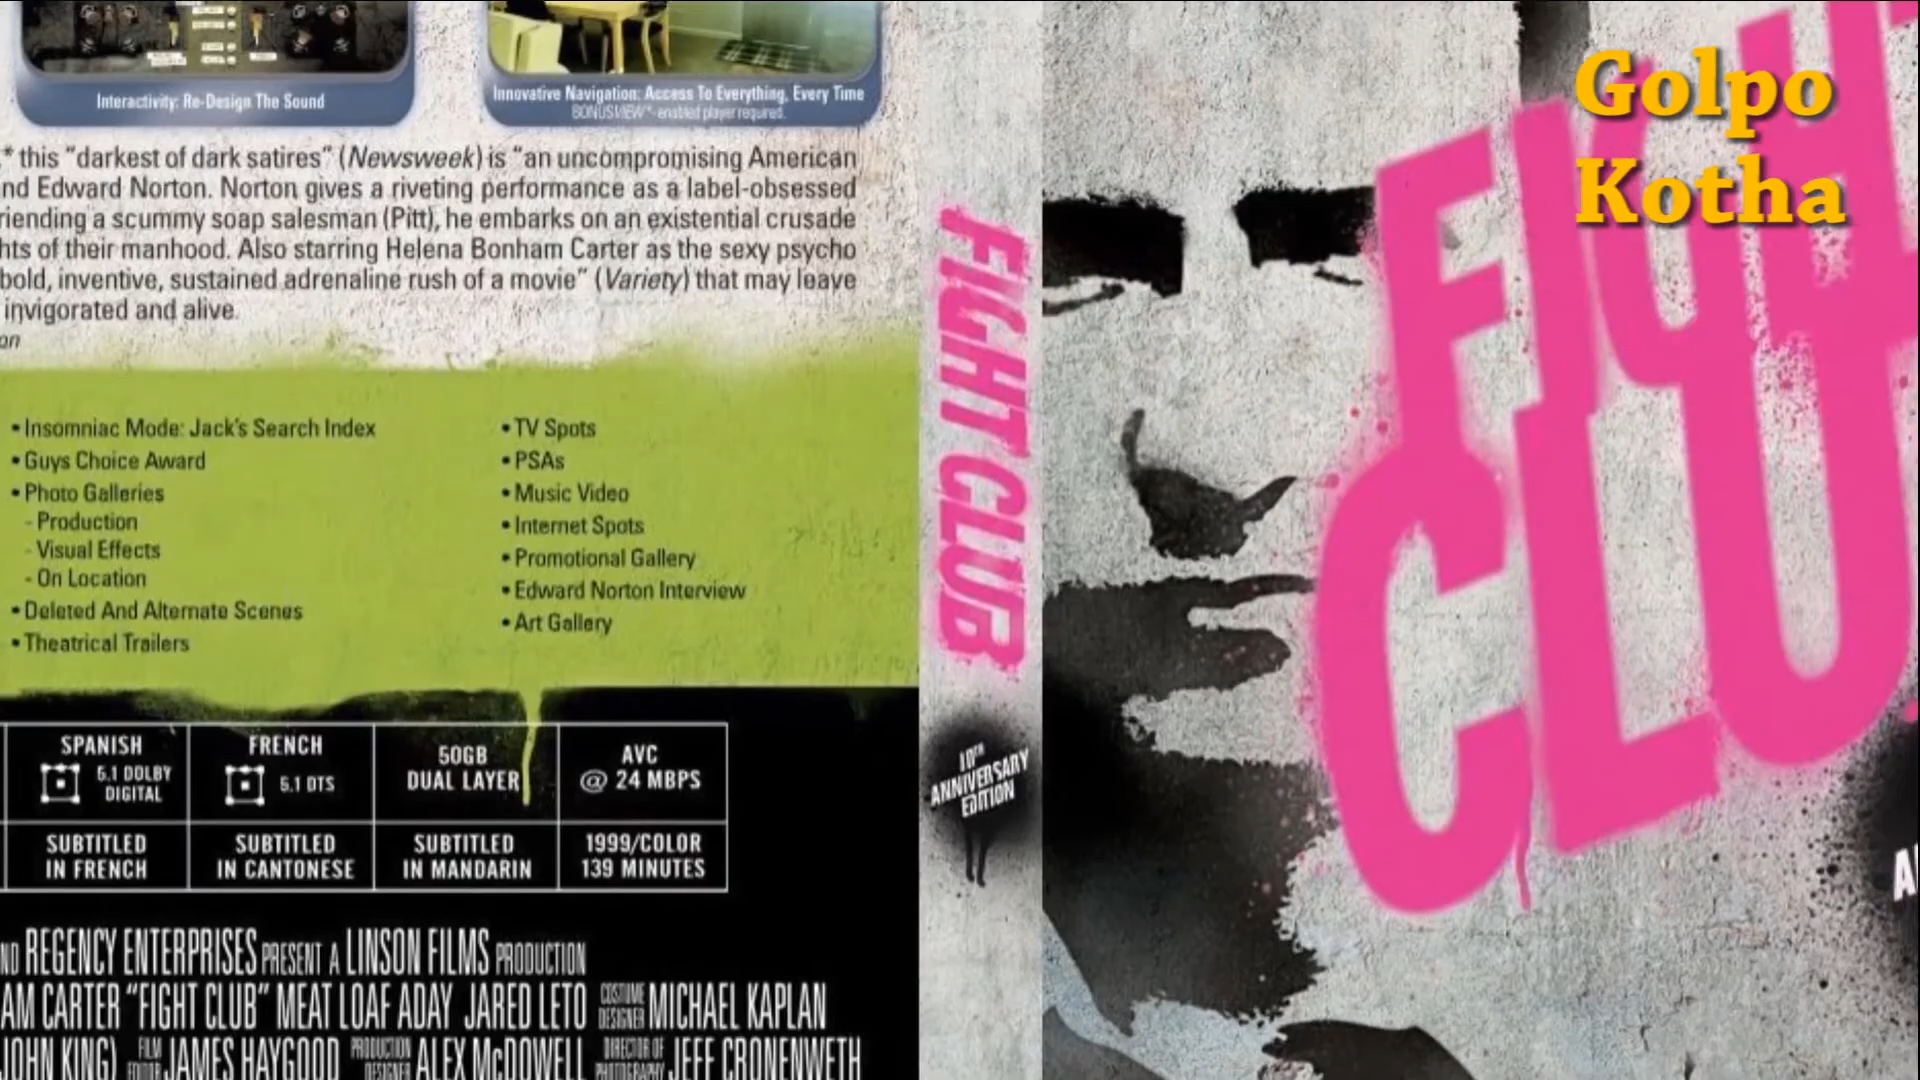 Interactivity: Re-Design The Sound
Innovative Navigation: Access To Everything, Every Time
BONUSVIEW™-enabled player required.
,* this "darkest of dark satires" (Newsweek) is "an uncompromising American
nd Edward Norton. Norton gives a riveting performance as a label-obsessed
riending a scummy soap salesman (Pitt), he embarks on an existential crusade
hts of their manhood. Also starring Helena Bonham Carter as the sexy psycho
bold, inventive, sustained adrenaline rush of a movie" (Variety) that may leave
invigorated and alive.
on
• Insomniac Mode: Jack's Search Index
• Guys Choice Award
• Photo Galleries
- Production
- Visual Effects
- On Location
• Deleted And Alternate Scenes
• Theatrical Trailers
• TV Spots
• PSAs
• Music Video
• Internet Spots
• Promotional Gallery
• Edward Norton Interview
• Art Gallery
SPANISH
5.1 DOLBY
DIGITAL
FRENCH
5.1 DTS
50GB
DUAL LAYER
AVC
@ 24 MBPS
SUBTITLED
IN FRENCH
SUBTITLED
IN CANTONESE
SUBTITLED
IN MANDARIN
1999/COLOR
139 MINUTES
ND REGENCY ENTERPRISES PRESENT A LINSON FILMS PRODUCTION
AM CARTER "FIGHT CLUB" MEAT LOAF ADAY JARED LETO COSTUME DESIGNER MICHAEL KAPLAN
JOHN KING) FILM EDITOR JAMES HAYGOOD PRODUCTION DESIGNER ALEX McDOWELL DIRECTOR OF PHOTOGRAPHY JEFF CRONENWETH
FIGHT CLUB
10TH
ANNIVERSARY
EDITION
FIGH
CLU
A
Golpo
Kotha